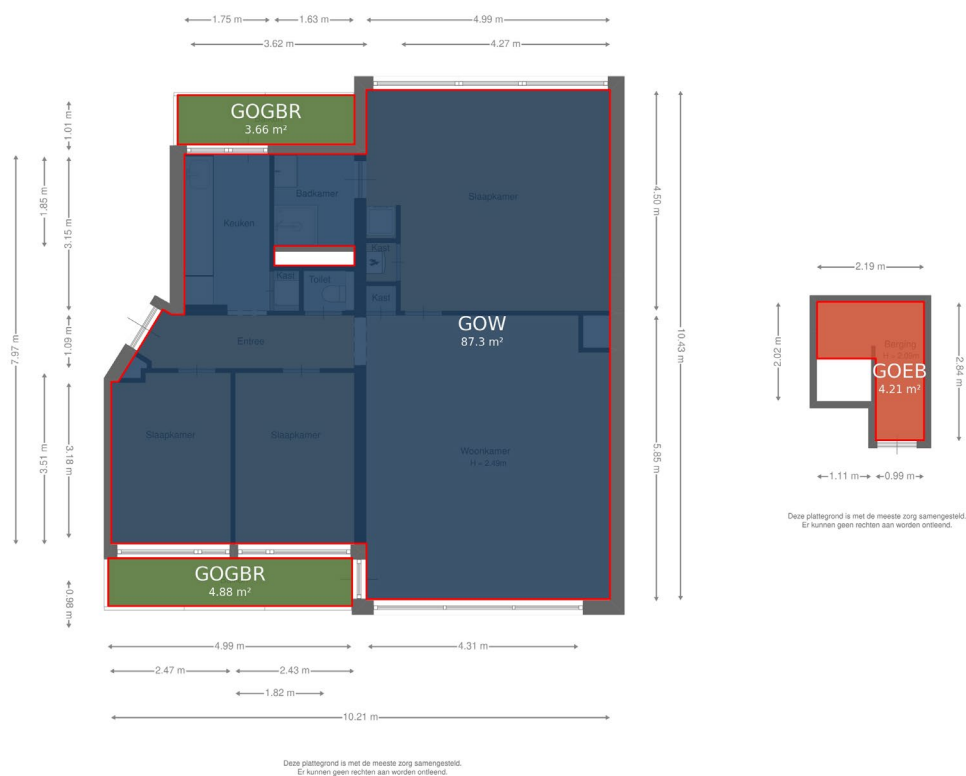 1.75 m
1.63 m
4.99 m
3.62 m
4.27 m
GOGBR
3.66 m²
1.01 m
Badkamer
Slaapkamer
Keuken
1.85 m
3.15 m
4.50 m
Kast
Kast
Toilet
Kast
GOW
87.3 m²
10.43 m
7.97 m
1.09 m
Entree
2.19 m
2.02 m
Berging
H = 2.60m
GOEB
4.21 m²
2.84 m
Slaapkamer
Slaapkamer
Woonkamer
H = 2.49m
3.51 m
3.18 m
5.85 m
1.11 m
0.99 m
Deze plattegrond is met de meeste zorg samengesteld.
Er kunnen geen rechten aan worden ontleend.
GOGBR
4.88 m²
0.98 m
4.99 m
4.31 m
2.47 m
2.43 m
1.82 m
10.21 m
Deze plattegrond is met de meeste zorg samengesteld.
Er kunnen geen rechten aan worden ontleend.